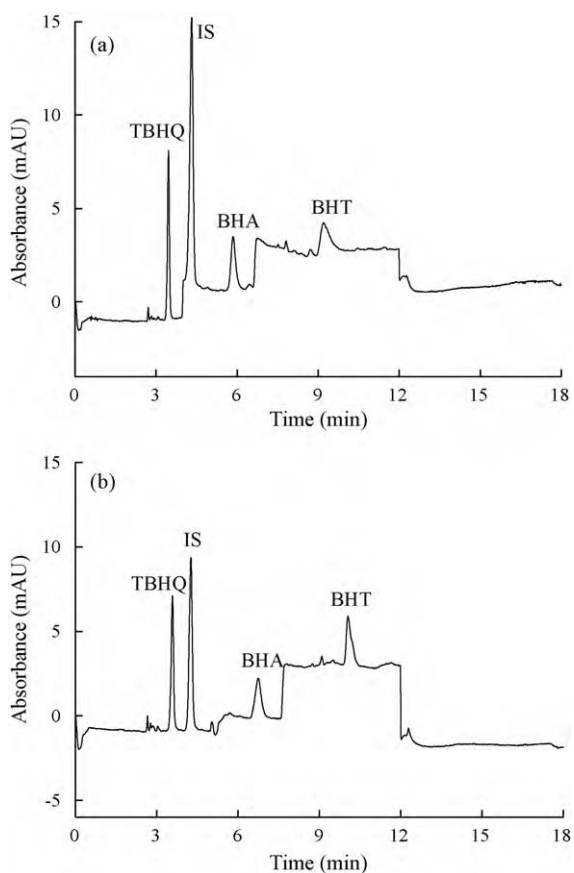 (a)
15
10
5
0
Absorbance (mAU)
IS
TBHQ
BHA
BHT
0 3 6 9 12 15 18
Time (min)
(b)
15
10
5
0
-5
Absorbance (mAU)
IS
TBHQ
BHA
BHT
0 3 6 9 12 15 18
Time (min)